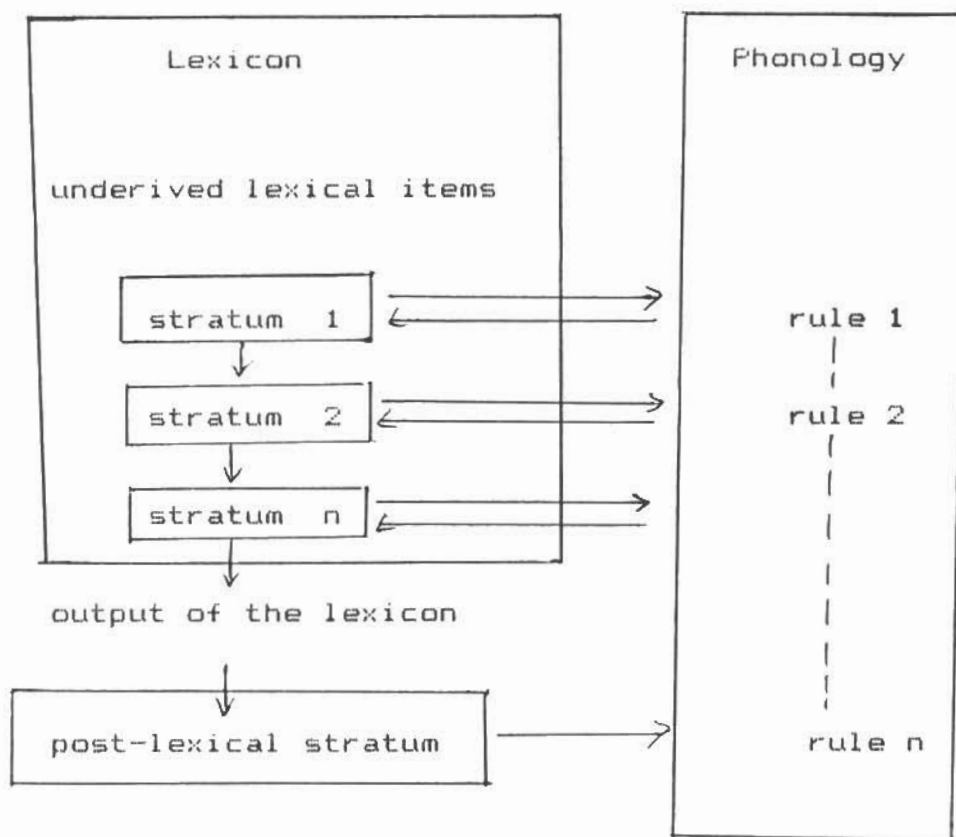 Lexicon
Phonology
underived lexical items
stratum 1
rule 1
stratum 2
rule 2
stratum n
output of the lexicon
post-lexical stratum
rule n